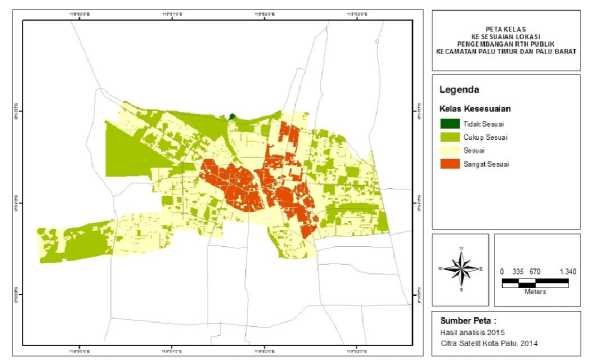 PETA KELAS
KESESUAIAN LOKASI
PENGEMBANGAN RTH PUBLIK
KECAMATAN PALU TIMUR DAN PALU BARAT
Legenda
Kelas Kesesuaian
Tidak Sesuai
Cukup Sesuai
Sesuai
Sangat Sesuai
0 335 670 1.340
Meters
Sumber Peta :
Hasil analisis 2015
Citra Satelit Kota Palu, 2014